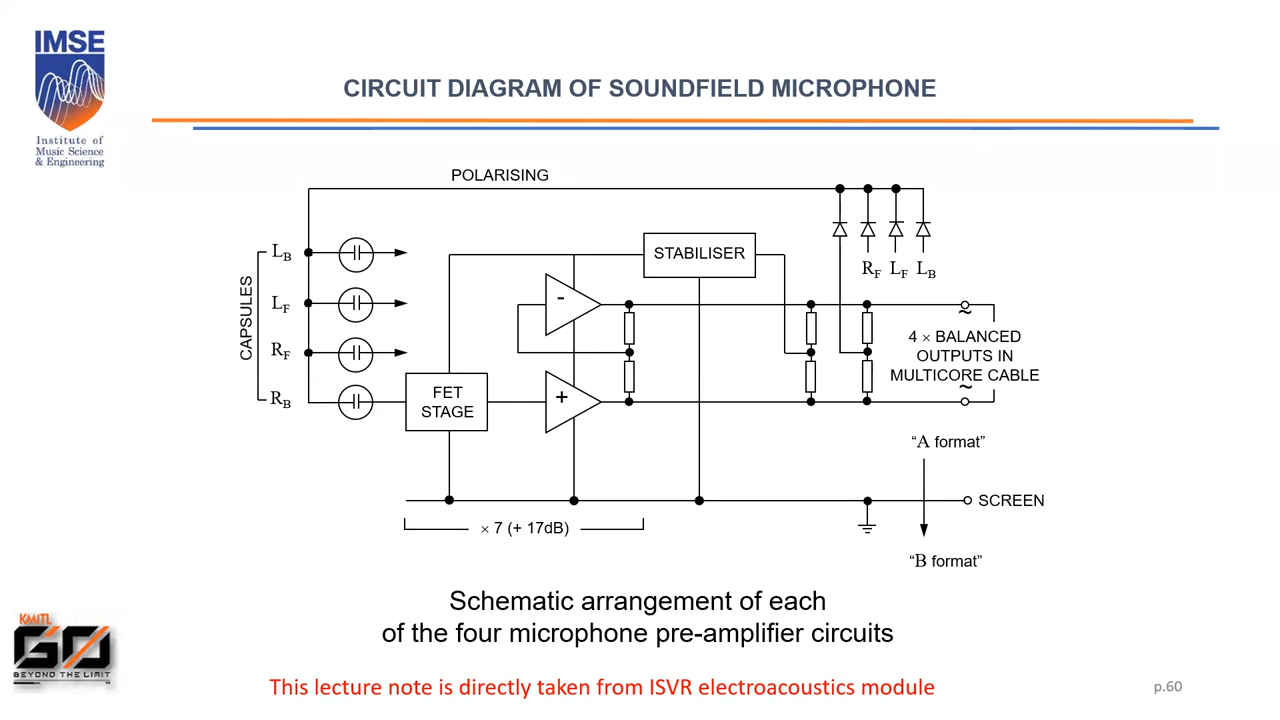 IMSE
Institute of
Music Science
& Engineering
CIRCUIT DIAGRAM OF SOUNDFIELD MICROPHONE
POLARISING
CAPSULES
LB
LF
RF
RB
FET
STAGE
-
+
STABILISER
RF LF LB
~
4 × BALANCED
OUTPUTS IN
MULTICORE CABLE
~
"A format"
SCREEN
× 7 (+ 17dB)
"B format"
Schematic arrangement of each
of the four microphone pre-amplifier circuits
KMITL
GO
BEYOND THE LIMIT
This lecture note is directly taken from ISVR electroacoustics module
p.60